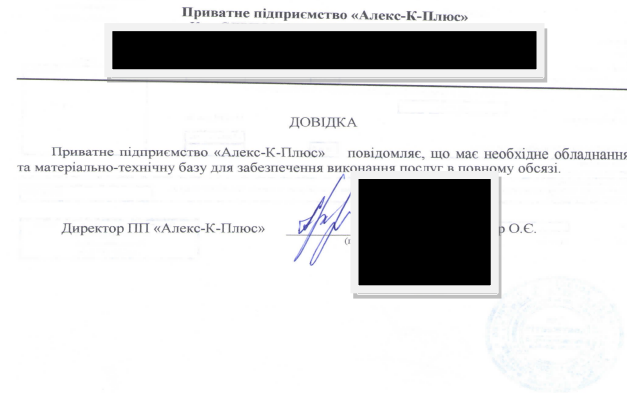 Приватне підприємство «Алекс-К-Плюс»
ДОВІДКА
Приватне підприємство «Алекс-К-Плюс» повідомляє, що має необхідне обладнання
та матеріально-технічну базу для забезпечення виконання послуг в повному обсязі.
Директор ПП «Алекс-К-Плюс» р О.Є.